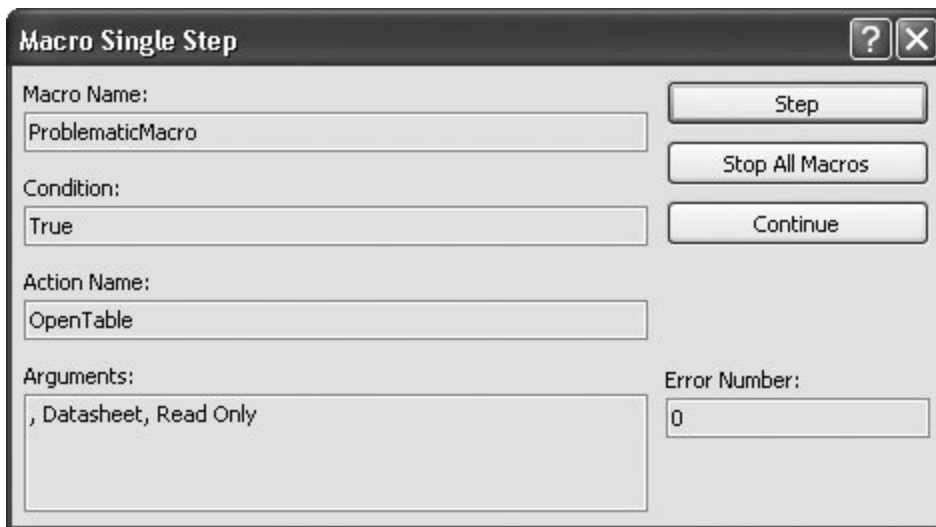 Macro Single Step
?
Macro Name:
ProblematicMacro
Step
Stop All Macros
Condition:
True
Continue
Action Name:
OpenTable
Arguments:
, Datasheet, Read Only
Error Number:
0